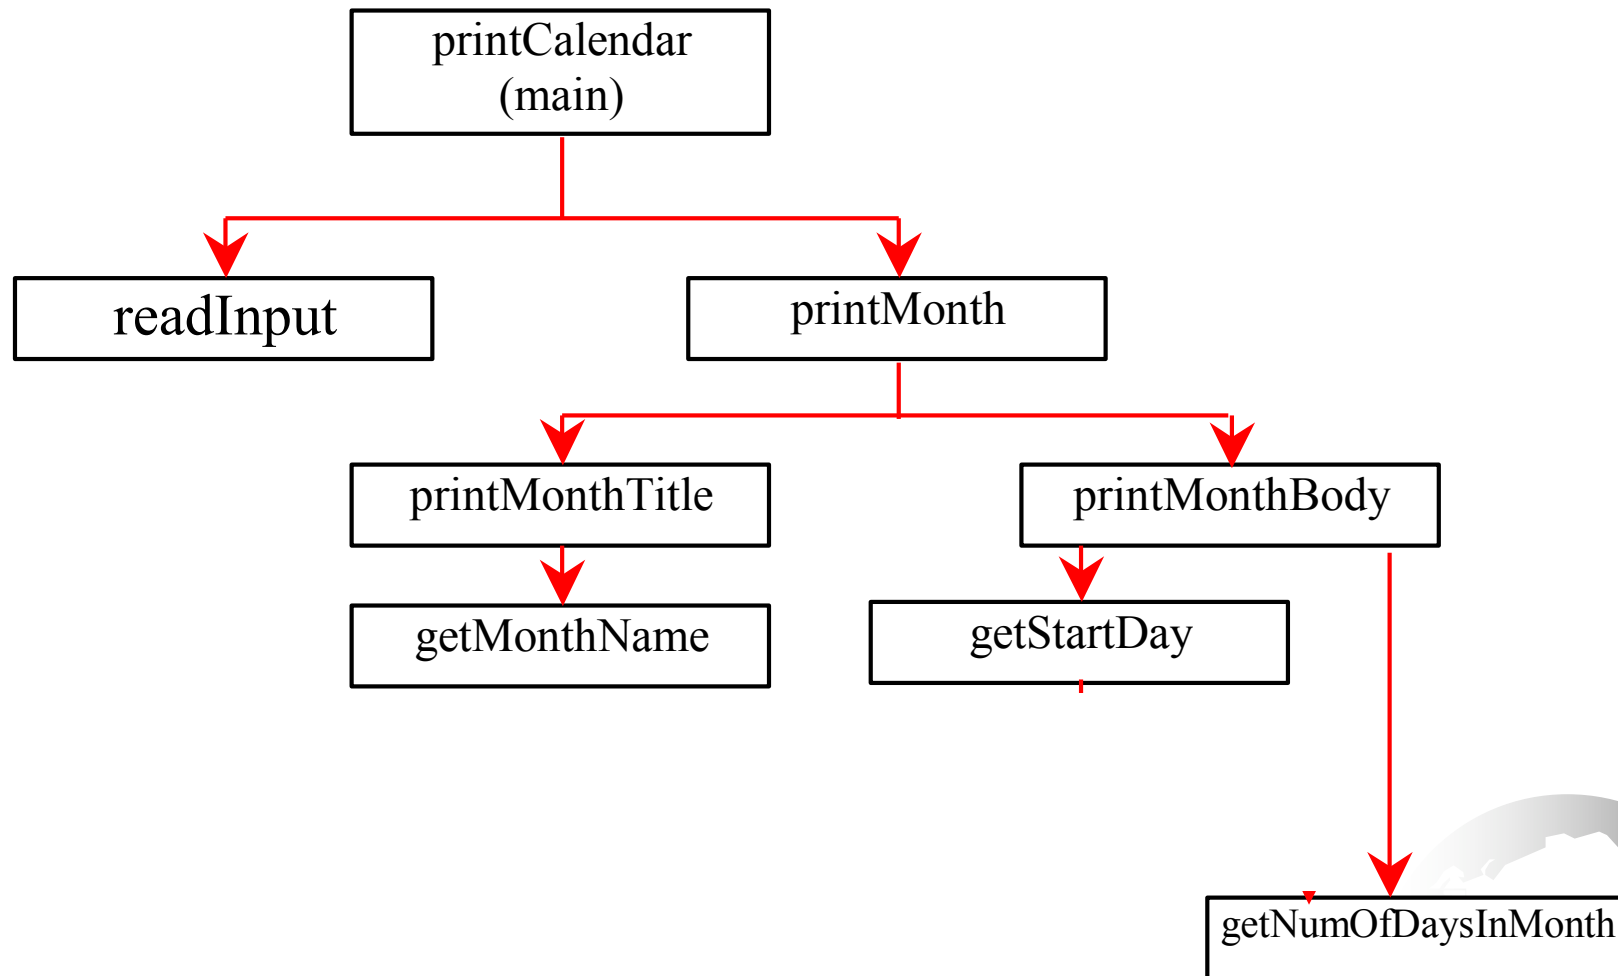 printCalendar
(main)
readInput
printMonth
printMonthTitle
printMonthBody
getMonthName
getStartDay
getNumOfDaysInMonth